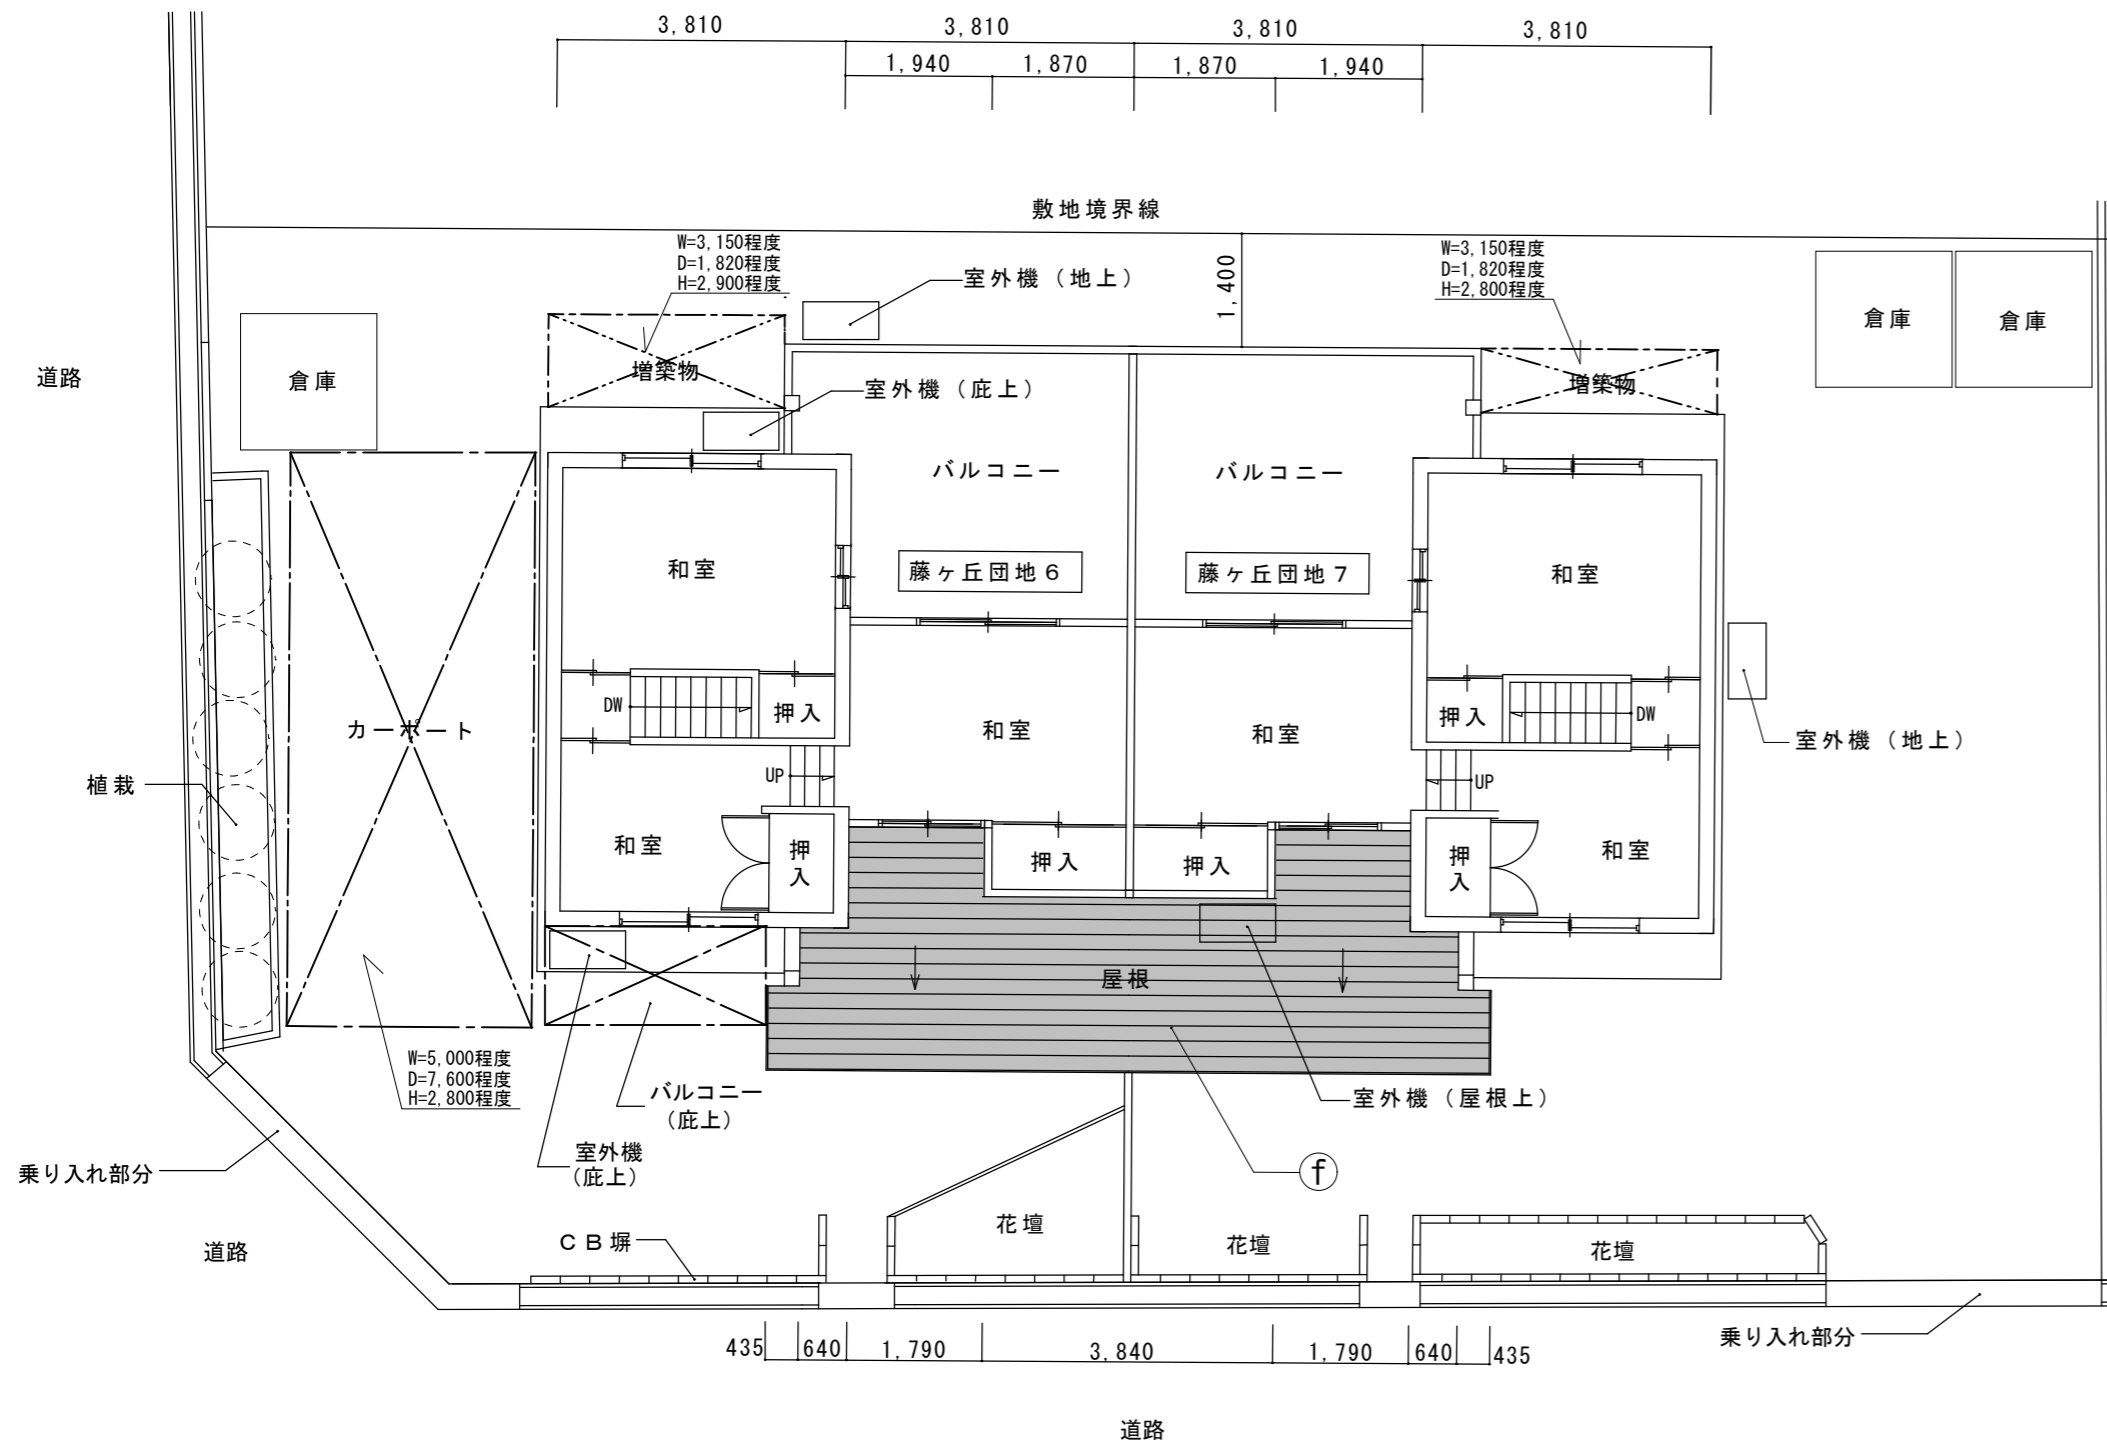 3,810 3,810 3,810 3,810
1,940 1,870 1,870 1,940
敷地境界線
W=3,150程度
D=1,820程度
H=2,900程度
室外機（地上）
1,400
W=3,150程度
D=1,820程度
H=2,800程度
倉庫
倉庫
道路
倉庫
増築物
増築物
室外機（庇上）
バルコニー
バルコニー
和室
藤ヶ丘団地６
藤ヶ丘団地７
和室
カーポート
DW
押入
和室
和室
押入
DW
室外機（地上）
植栽
UP
UP
和室
押入
押入
押入
押入
和室
屋根
W=5,000程度
D=7,600程度
H=2,800程度
バルコニー
（庇上）
室外機（屋根上）
室外機
（庇上）
乗り入れ部分
f
道路
ＣＢ塀
花壇
花壇
花壇
435 640 1,790 3,840 1,790 640 435
乗り入れ部分
道路